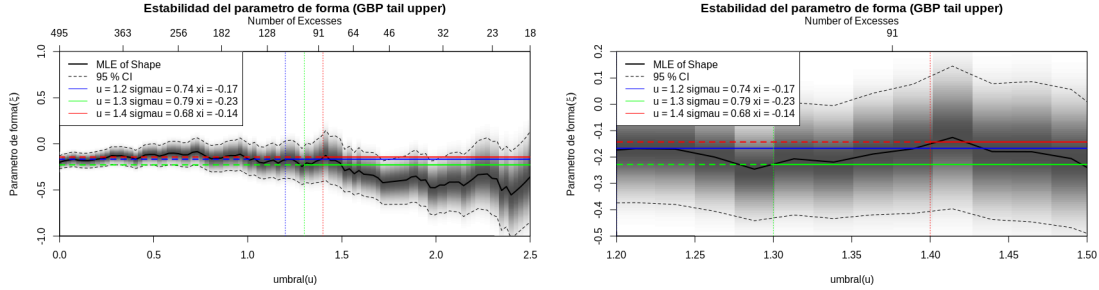 Estabilidad del parametro de forma (GBP tail upper)
Number of Excesses
495 363 256 182 128 91 64 46 32 23 18
1.0
0.5
0.0
-0.5
-1.0
Parametro de forma(ξ)
MLE of Shape
95 % CI
u = 1.2 sigmau = 0.74 xi = -0.17
u = 1.3 sigmau = 0.79 xi = -0.23
u = 1.4 sigmau = 0.68 xi = -0.14
0.0 0.5 1.0 1.5 2.0 2.5
umbral(u)
Estabilidad del parametro de forma (GBP tail upper)
Number of Excesses
91
0.2
0.1
0.0
-0.1
-0.2
-0.3
-0.4
-0.5
Parametro de forma(ξ)
MLE of Shape
95 % CI
u = 1.2 sigmau = 0.74 xi = -0.17
u = 1.3 sigmau = 0.79 xi = -0.23
u = 1.4 sigmau = 0.68 xi = -0.14
1.20 1.25 1.30 1.35 1.40 1.45 1.50
umbral(u)